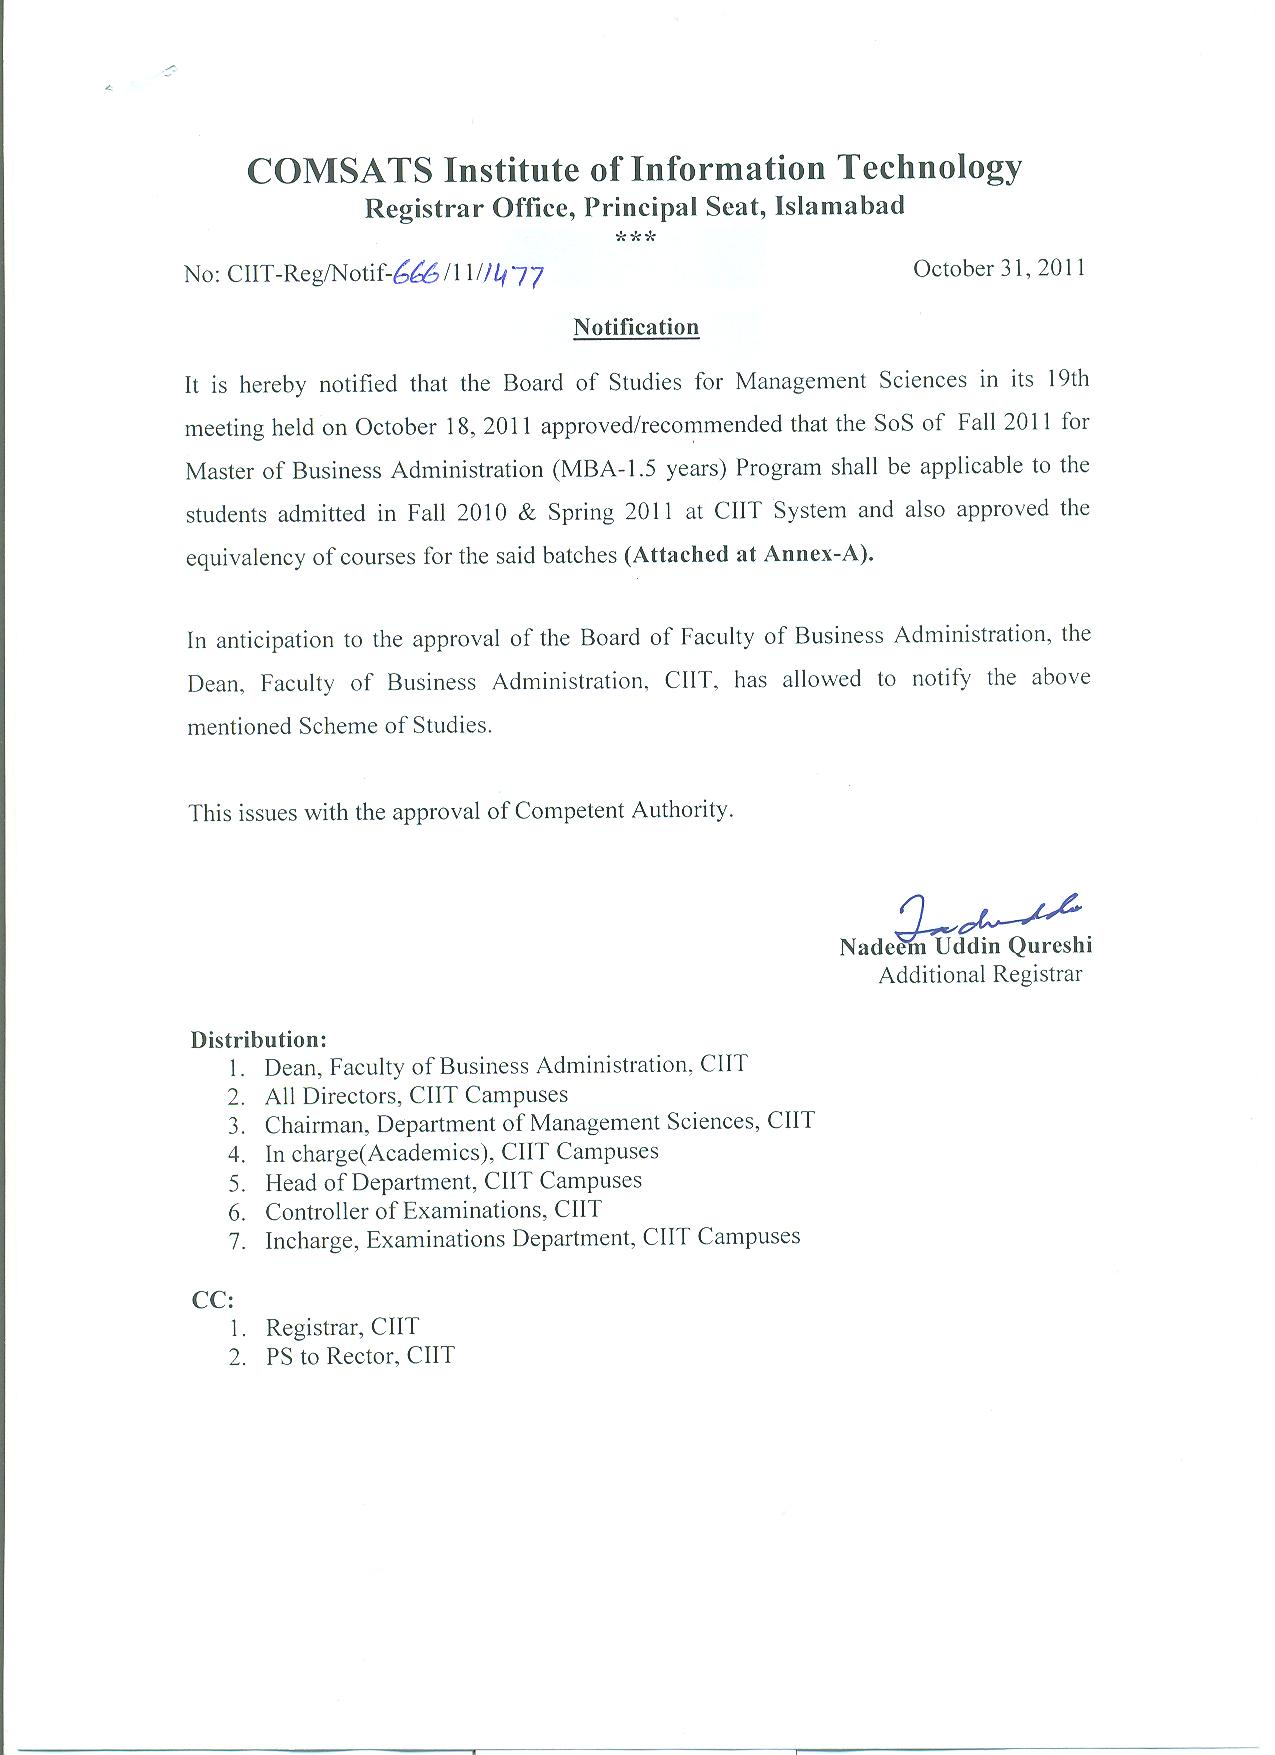 COMSATS Institute of Information Technology
Registrar Office, Principal Seat, Islamabad
***
No: CIIT-Reg/Notif-666/11/1477
October 31, 2011
Notification
It is hereby notified that the Board of Studies for Management Sciences in its 19th
meeting held on October 18, 2011 approved/recommended that the SoS of Fall 2011 for
Master of Business Administration (MBA-1.5 years) Program shall be applicable to the
students admitted in Fall 2010 & Spring 2011 at CIIT System and also approved the
equivalency of courses for the said batches (Attached at Annex-A).
In anticipation to the approval of the Board of Faculty of Business Administration, the
Dean, Faculty of Business Administration, CIIT, has allowed to notify the above
mentioned Scheme of Studies.
This issues with the approval of Competent Authority.
Nadeem Uddin Qureshi
Additional Registrar
Distribution:
1. Dean, Faculty of Business Administration, CIIT
2. All Directors, CIIT Campuses
3. Chairman, Department of Management Sciences, CIIT
4. In charge(Academics), CIIT Campuses
5. Head of Department, CIIT Campuses
6. Controller of Examinations, CIIT
7. Incharge, Examinations Department, CIIT Campuses
CC:
1. Registrar, CIIT
2. PS to Rector, CIIT